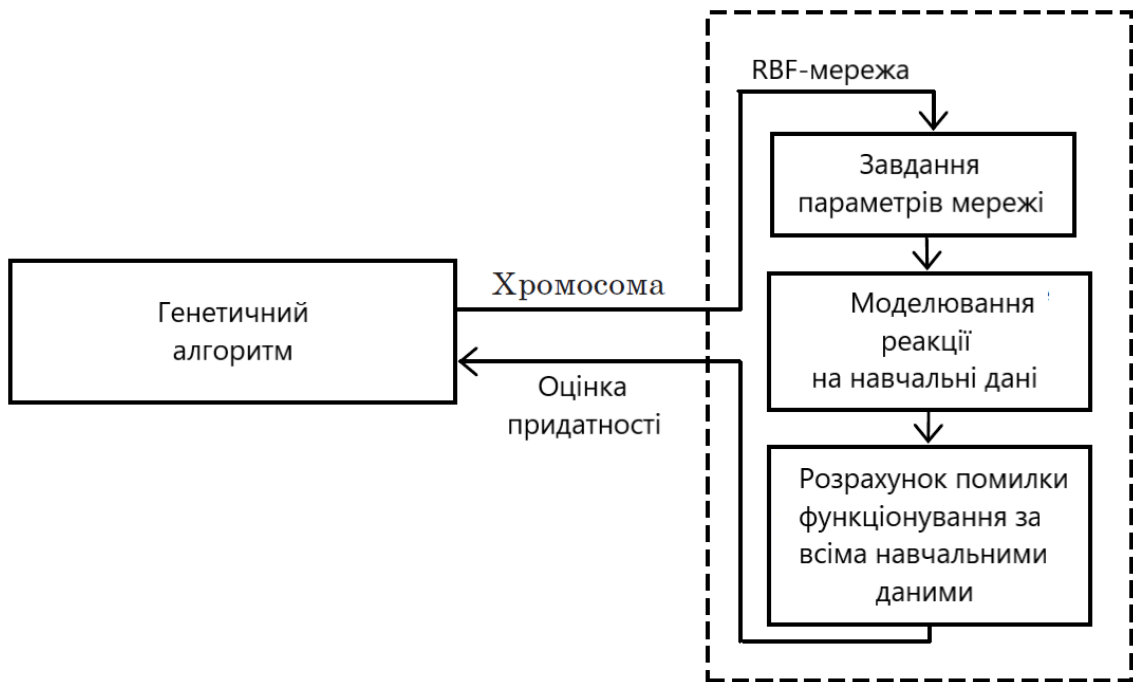 RBF-мережа
Завдання
параметрів мережі
Генетичний
алгоритм
Хромосома
Моделювання
реакції
на навчальні дані
Оцінка
придатності
Розрахунок помилки
функціонування за
всіма навчальними
даними